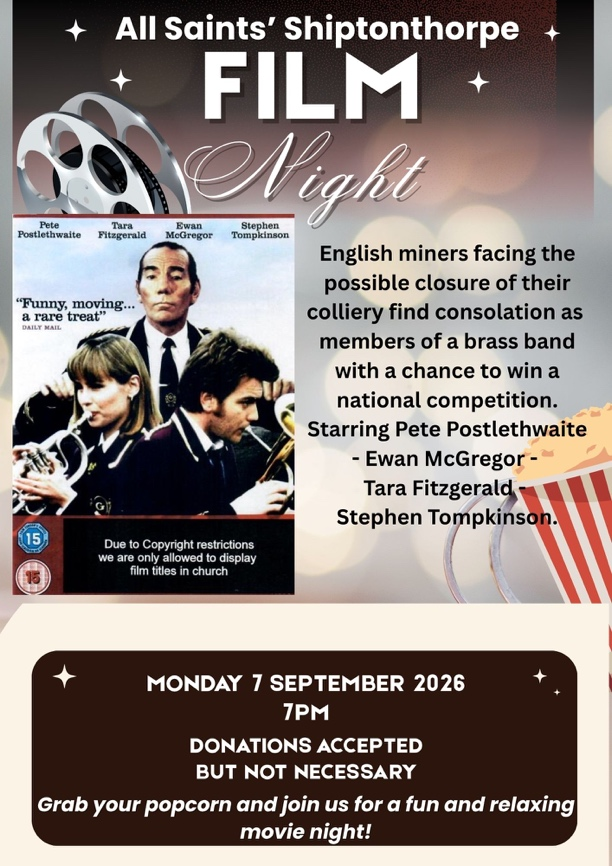 All Saints’ Shiptonthorpe
FILM
Night
Pete Postlethwaite
Tara Fitzgerald
Ewan McGregor
Stephen Tompkinson
“Funny, moving...
a rare treat”
DAILY MAIL
15
15
Due to Copyright restrictions
we are only allowed to display
film titles in church
English miners facing the
possible closure of their
colliery find consolation as
members of a brass band
with a chance to win a
national competition.
Starring Pete Postlethwaite
- Ewan McGregor -
Tara Fitzgerald -
Stephen Tompkinson.
MONDAY 7 SEPTEMBER 2026
7PM
DONATIONS ACCEPTED
BUT NOT NECESSARY
Grab your popcorn and join us for a fun and relaxing
movie night!